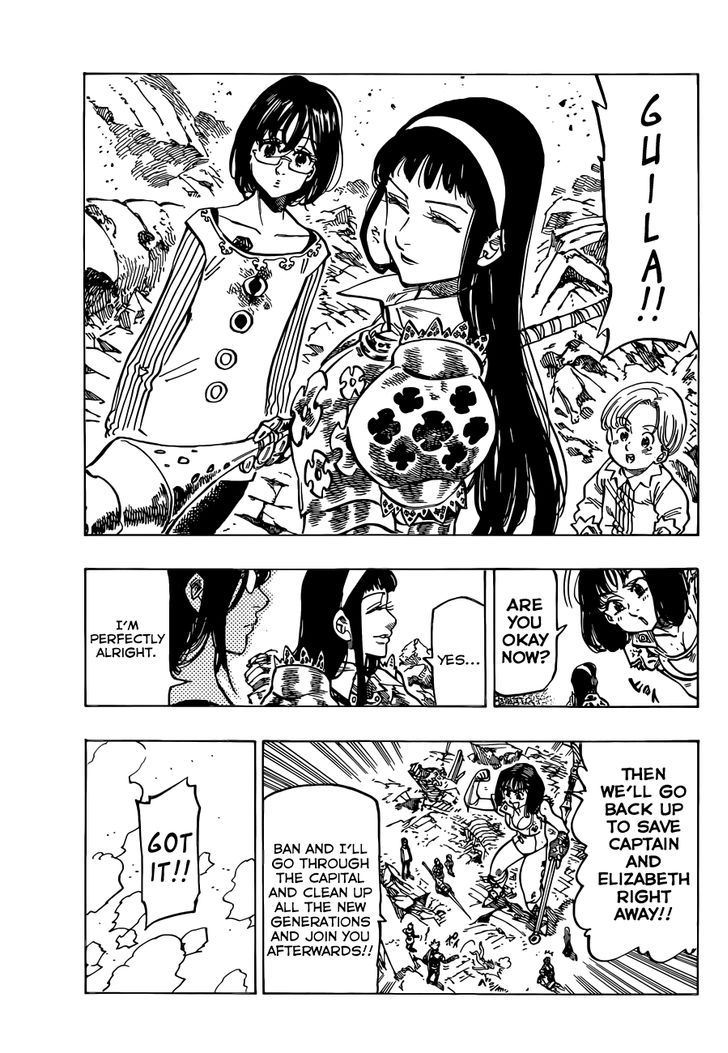 GUILA!!
ARE
YOU
OKAY
NOW?
YES...
I'M
PERFECTLY
ALRIGHT.
THEN
WE'LL GO
BACK UP
TO SAVE
CAPTAIN
AND
ELIZABETH
RIGHT
AWAY!!
BAN AND I'LL
GO THROUGH
THE CAPITAL
AND CLEAN UP
ALL THE NEW
GENERATIONS
AND JOIN YOU
AFTERWARDS!!
GOT
IT!!